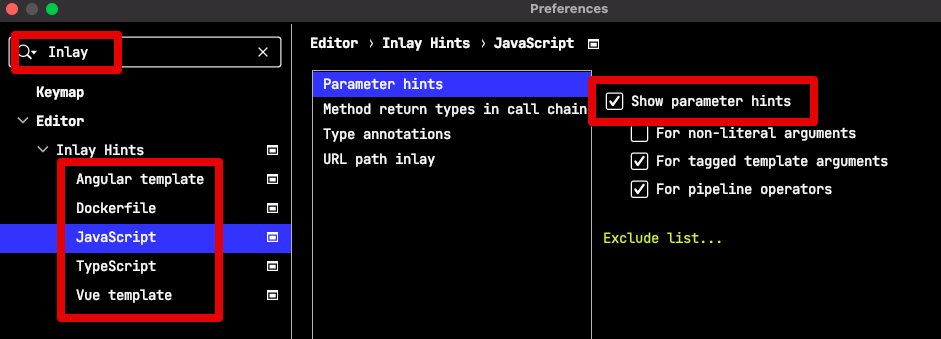 Preferences
Inlay
Keymap
Editor
Inlay Hints
Angular template
Dockerfile
JavaScript
TypeScript
Vue template
Editor › Inlay Hints › JavaScript
Parameter hints
Method return types in call chain
Type annotations
URL path inlay
Show parameter hints
For non-literal arguments
For tagged template arguments
For pipeline operators
Exclude list...